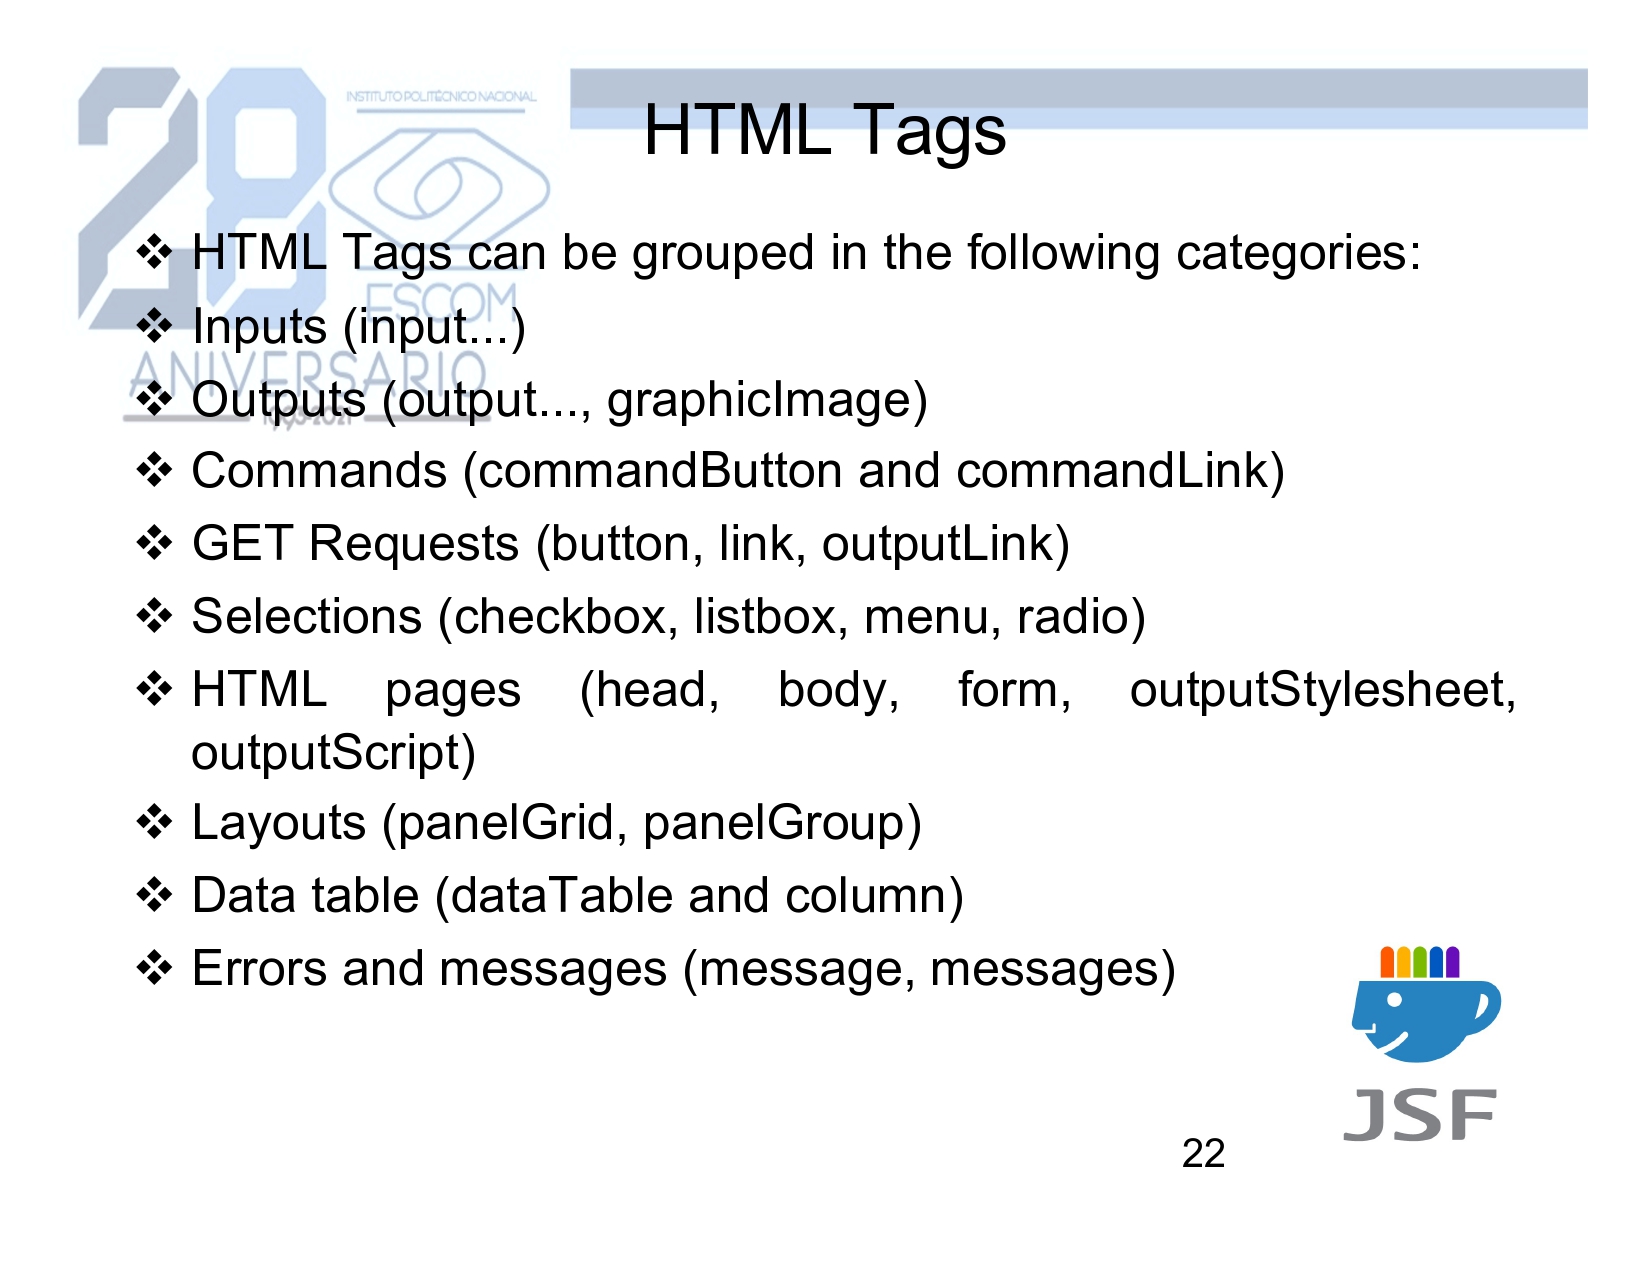 INSTITUTO POLITÉCNICO NACIONAL
28
HTML Tags
ESCOM
ANIVERSARIO
1993-2021
❖ HTML Tags can be grouped in the following categories:
❖ Inputs (input...)
❖ Outputs (output..., graphicImage)
❖ Commands (commandButton and commandLink)
❖ GET Requests (button, link, outputLink)
❖ Selections (checkbox, listbox, menu, radio)
❖ HTML pages (head, body, form, outputStylesheet,
outputScript)
❖ Layouts (panelGrid, panelGroup)
❖ Data table (dataTable and column)
❖ Errors and messages (message, messages)
JSF
22